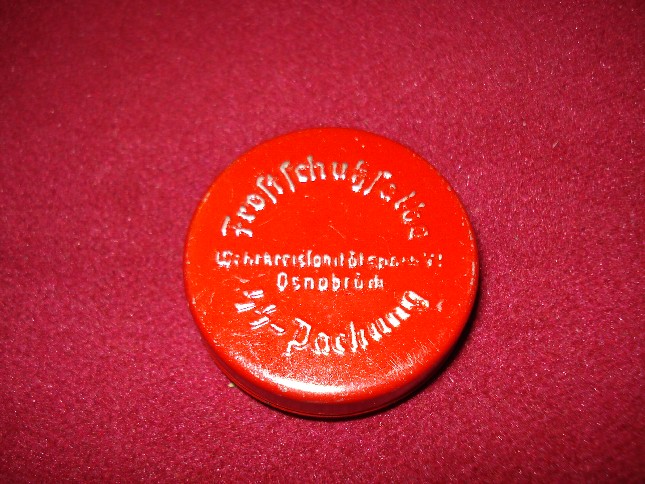 Frostschutzsalbe
Wehrkreissanitätspark VI
Osnabrück
Packung